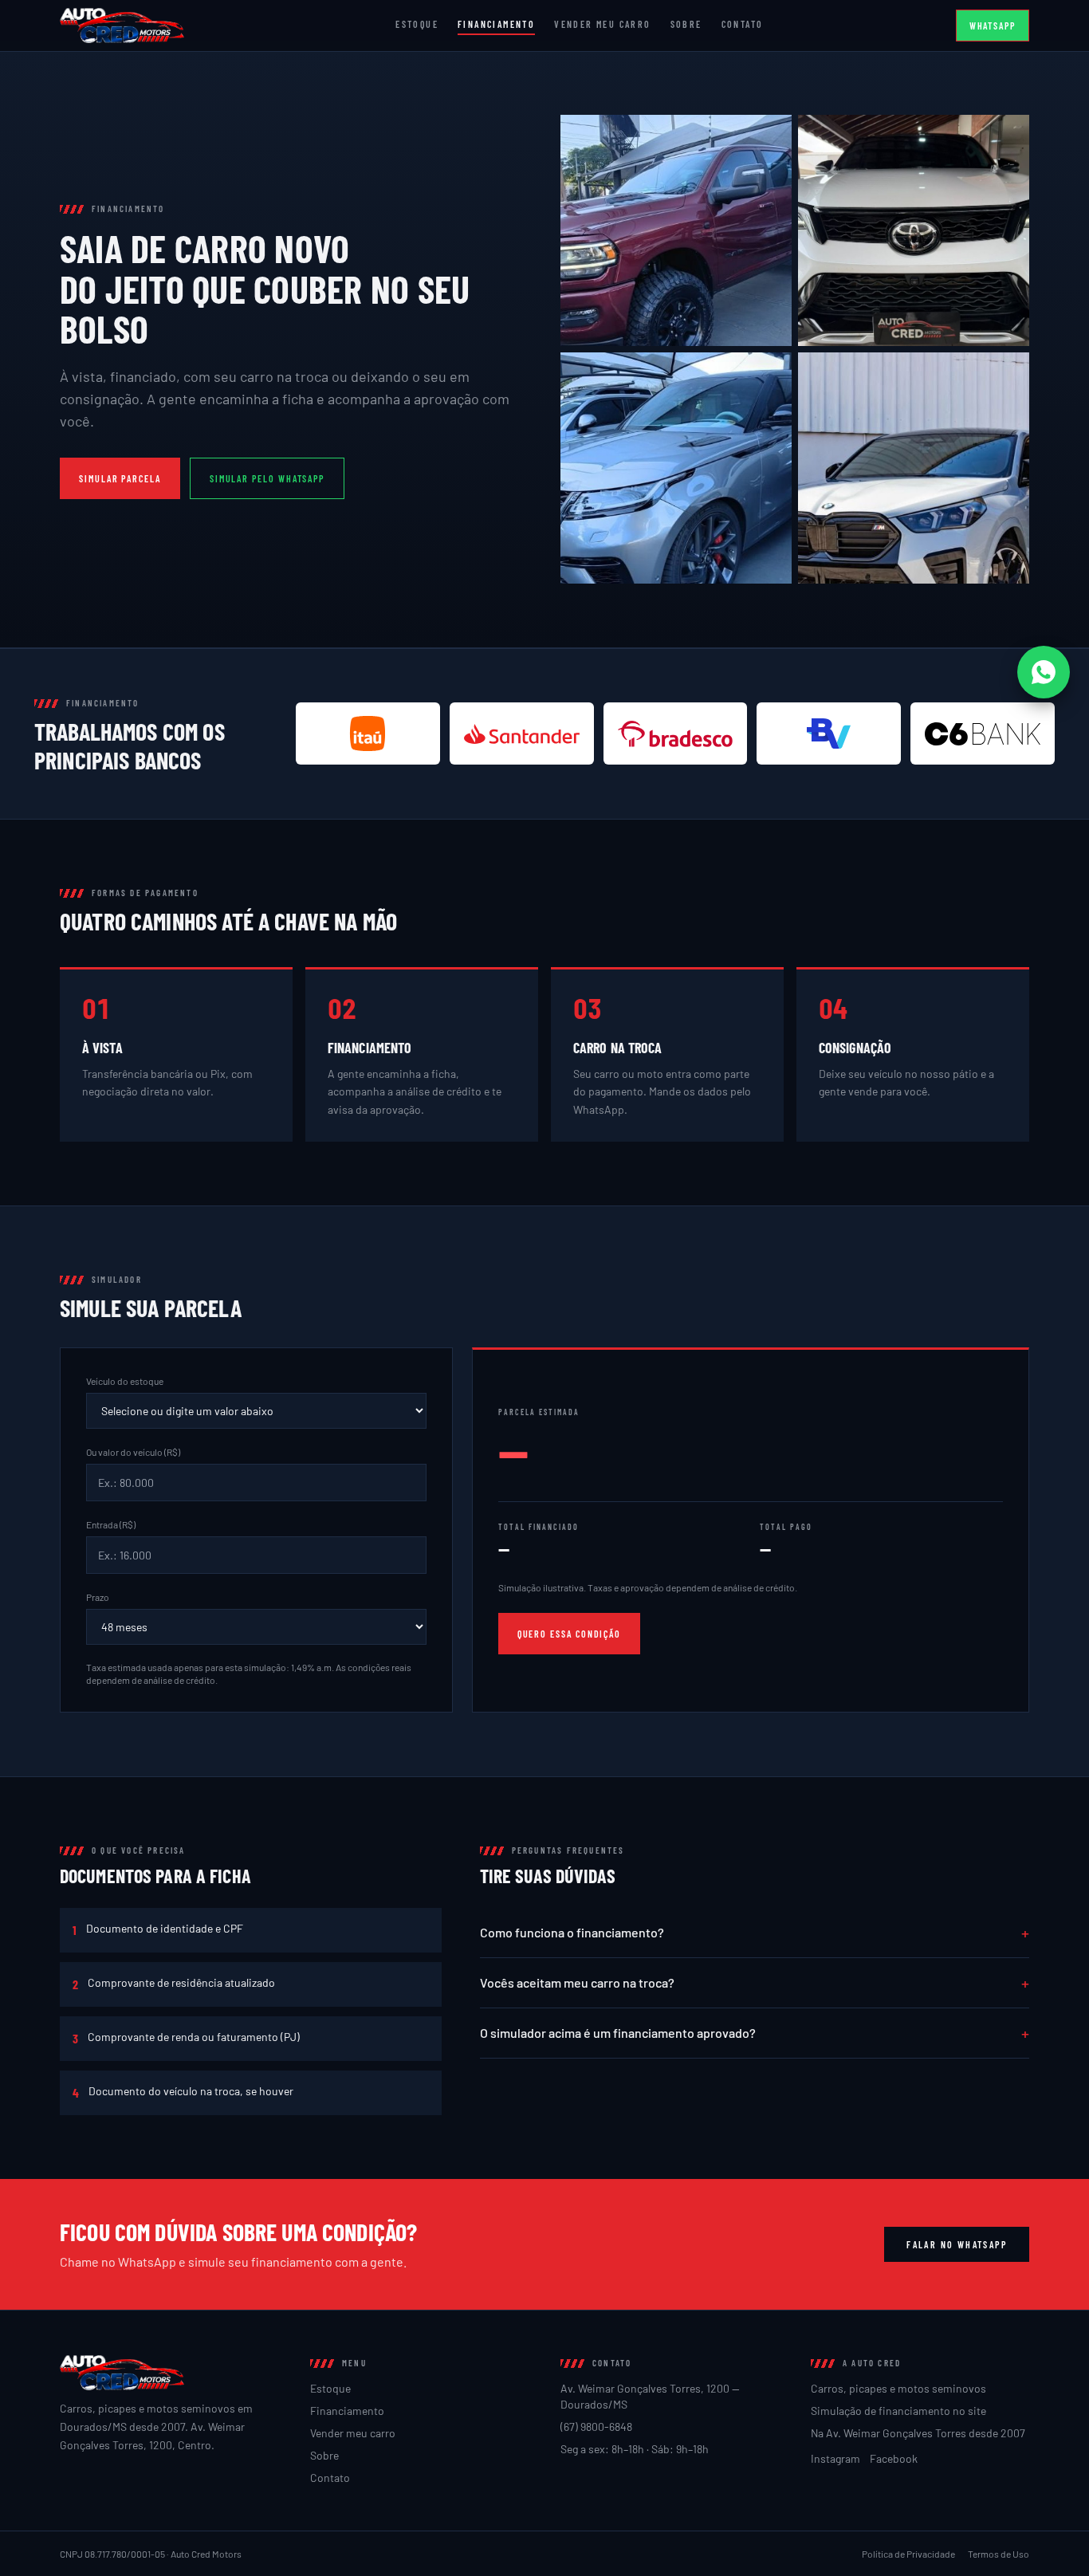 AUTO
CRED MOTORS
ESTOQUE
FINANCIAMENTO
VENDER MEU CARRO
SOBRE
CONTATO
WHATSAPP
FINANCIAMENTO
SAIA DE CARRO NOVO
DO JEITO QUE COUBER NO SEU
BOLSO
À vista, financiado, com seu carro na troca ou deixando o seu em
consignação. A gente encaminha a ficha e acompanha a aprovação com
você.
SIMULAR PARCELA
SIMULAR PELO WHATSAPP
AUTO
CRED
FINANCIAMENTO
TRABALHAMOS COM OS
PRINCIPAIS BANCOS
itaú
Santander
bradesco
BV
C6 BANK
FORMAS DE PAGAMENTO
QUATRO CAMINHOS ATÉ A CHAVE NA MÃO
01
À VISTA
Transferência bancária ou Pix, com
negociação direta no valor.
02
FINANCIAMENTO
A gente encaminha a ficha,
acompanha a análise de crédito e te
avisa da aprovação.
03
CARRO NA TROCA
Seu carro ou moto entra como parte
do pagamento. Mande os dados pelo
WhatsApp.
04
CONSIGNAÇÃO
Deixe seu veículo no nosso pátio e a
gente vende para você.
SIMULADOR
SIMULE SUA PARCELA
Veículo do estoque
Selecione ou digite um valor abaixo
Ou valor do veículo (R$)
Ex.: 80.000
Entrada (R$)
Ex.: 16.000
Prazo
48 meses
Taxa estimada usada apenas para esta simulação: 1,49% a.m. As condições reais
dependem de análise de crédito.
PARCELA ESTIMADA
—
TOTAL FINANCIADO
—
TOTAL PAGO
—
Simulação ilustrativa. Taxas e aprovação dependem de análise de crédito.
QUERO ESSA CONDIÇÃO
O QUE VOCÊ PRECISA
DOCUMENTOS PARA A FICHA
1 Documento de identidade e CPF
2 Comprovante de residência atualizado
3 Comprovante de renda ou faturamento (PJ)
4 Documento do veículo na troca, se houver
PERGUNTAS FREQUENTES
TIRE SUAS DÚVIDAS
Como funciona o financiamento? +
Vocês aceitam meu carro na troca? +
O simulador acima é um financiamento aprovado? +
FICOU COM DÚVIDA SOBRE UMA CONDIÇÃO?
Chame no WhatsApp e simule seu financiamento com a gente.
FALAR NO WHATSAPP
AUTO
CRED MOTORS
Carros, picapes e motos seminovos em
Dourados/MS desde 2007. Av. Weimar
Gonçalves Torres, 1200, Centro.
MENU
Estoque
Financiamento
Vender meu carro
Sobre
Contato
CONTATO
Av. Weimar Gonçalves Torres, 1200 —
Dourados/MS
(67) 9800-6848
Seg a sex: 8h–18h · Sáb: 9h–18h
A AUTO CRED
Carros, picapes e motos seminovos
Simulação de financiamento no site
Na Av. Weimar Gonçalves Torres desde 2007
Instagram Facebook
CNPJ 08.717.780/0001-05 · Auto Cred Motors
Política de Privacidade Termos de Uso